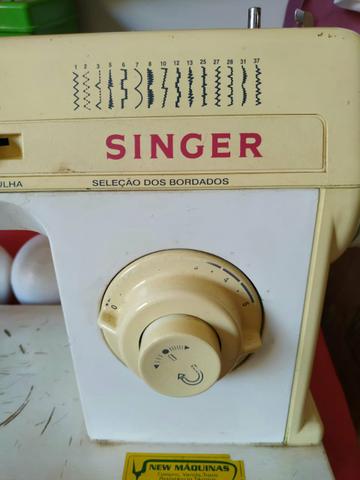 1 2 3 5 6 7 8 10 12 13 25 27 28 31 37
SINGER
ULHA
SELEÇÃO DOS BORDADOS
0 4 5
NEW MÁQUINAS